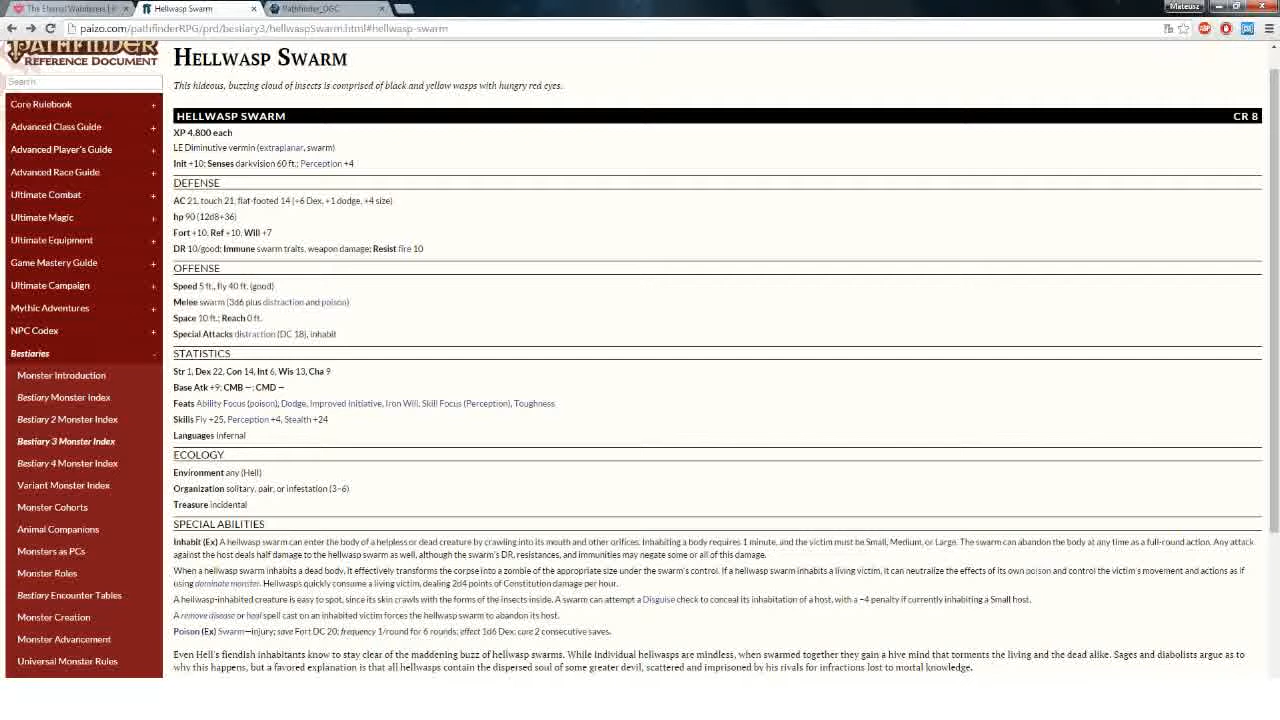 The Eternal Wanderers |
Hellwasp Swarm
Pathfinder_OGC
Mateusz
paizo.com/pathfinderRPG/prd/bestiary3/hellwaspSwarm.html#hellwasp-swarm
PATHFINDER
REFERENCE DOCUMENT
Search
Core Rulebook +
Advanced Class Guide +
Advanced Player's Guide +
Advanced Race Guide +
Ultimate Combat +
Ultimate Magic +
Ultimate Equipment +
Game Mastery Guide +
Ultimate Campaign +
Mythic Adventures +
NPC Codex +
Bestiaries -
Monster Introduction
Bestiary Monster Index
Bestiary 2 Monster Index
Bestiary 3 Monster Index
Bestiary 4 Monster Index
Variant Monster Index
Monster Cohorts
Animal Companions
Monsters as PCs
Monster Roles
Bestiary Encounter Tables
Monster Creation
Monster Advancement
Universal Monster Rules
HELLWASP SWARM
This hideous, buzzing cloud of insects is comprised of black and yellow wasps with hungry red eyes.
HELLWASP SWARM CR 8
XP 4,800 each
LE Diminutive vermin (extraplanar, swarm)
Init +10; Senses darkvision 60 ft.; Perception +4
DEFENSE
AC 21, touch 21, flat-footed 14 (+6 Dex, +1 dodge, +4 size)
hp 90 (12d8+36)
Fort +10, Ref +10, Will +7
DR 10/good; Immune swarm traits, weapon damage; Resist fire 10
OFFENSE
Speed 5 ft., fly 40 ft. (good)
Melee swarm (3d6 plus distraction and poison)
Space 10 ft.; Reach 0 ft.
Special Attacks distraction (DC 18), inhabit
STATISTICS
Str 1, Dex 22, Con 14, Int 6, Wis 13, Cha 9
Base Atk +9; CMB —; CMD —
Feats Ability Focus (poison), Dodge, Improved Initiative, Iron Will, Skill Focus (Perception), Toughness
Skills Fly +25, Perception +4, Stealth +24
Languages Infernal
ECOLOGY
Environment any (Hell)
Organization solitary, pair, or infestation (3–6)
Treasure incidental
SPECIAL ABILITIES
Inhabit (Ex) A hellwasp swarm can enter the body of a helpless or dead creature by crawling into its mouth and other orifices. Inhabiting a body requires 1 minute, and the victim must be Small, Medium, or Large. The swarm can abandon the body at any time as a full-round action. Any attack
against the host deals half damage to the hellwasp swarm as well, although the swarm's DR, resistances, and immunities may negate some or all of this damage.
When a hellwasp swarm inhabits a dead body, it effectively transforms the corpse into a zombie of the appropriate size under the swarm's control. If a hellwasp swarm inhabits a living victim, it can neutralize the effects of its own poison and control the victim's movement and actions as if
using dominate monster. Hellwasps quickly consume a living victim, dealing 2d4 points of Constitution damage per hour.
A hellwasp-inhabited creature is easy to spot, since its skin crawls with the forms of the insects inside. A swarm can attempt a Disguise check to conceal its inhabitation of a host, with a –4 penalty if currently inhabiting a Small host.
A remove disease or heal spell cast on an inhabited victim forces the hellwasp swarm to abandon its host.
Poison (Ex) Swarm—injury; save Fort DC 20; frequency 1/round for 6 rounds; effect 1d6 Dex; cure 2 consecutive saves.
Even Hell's fiendish inhabitants know to stay clear of the maddening buzz of hellwasp swarms. While individual hellwasps are mindless, when swarmed together they gain a hive mind that torments the living and the dead alike. Sages and diabolists argue as to
why this happens, but a favored explanation is that all hellwasps contain the dispersed soul of some greater devil, scattered and imprisoned by his rivals for infractions lost to mortal knowledge.